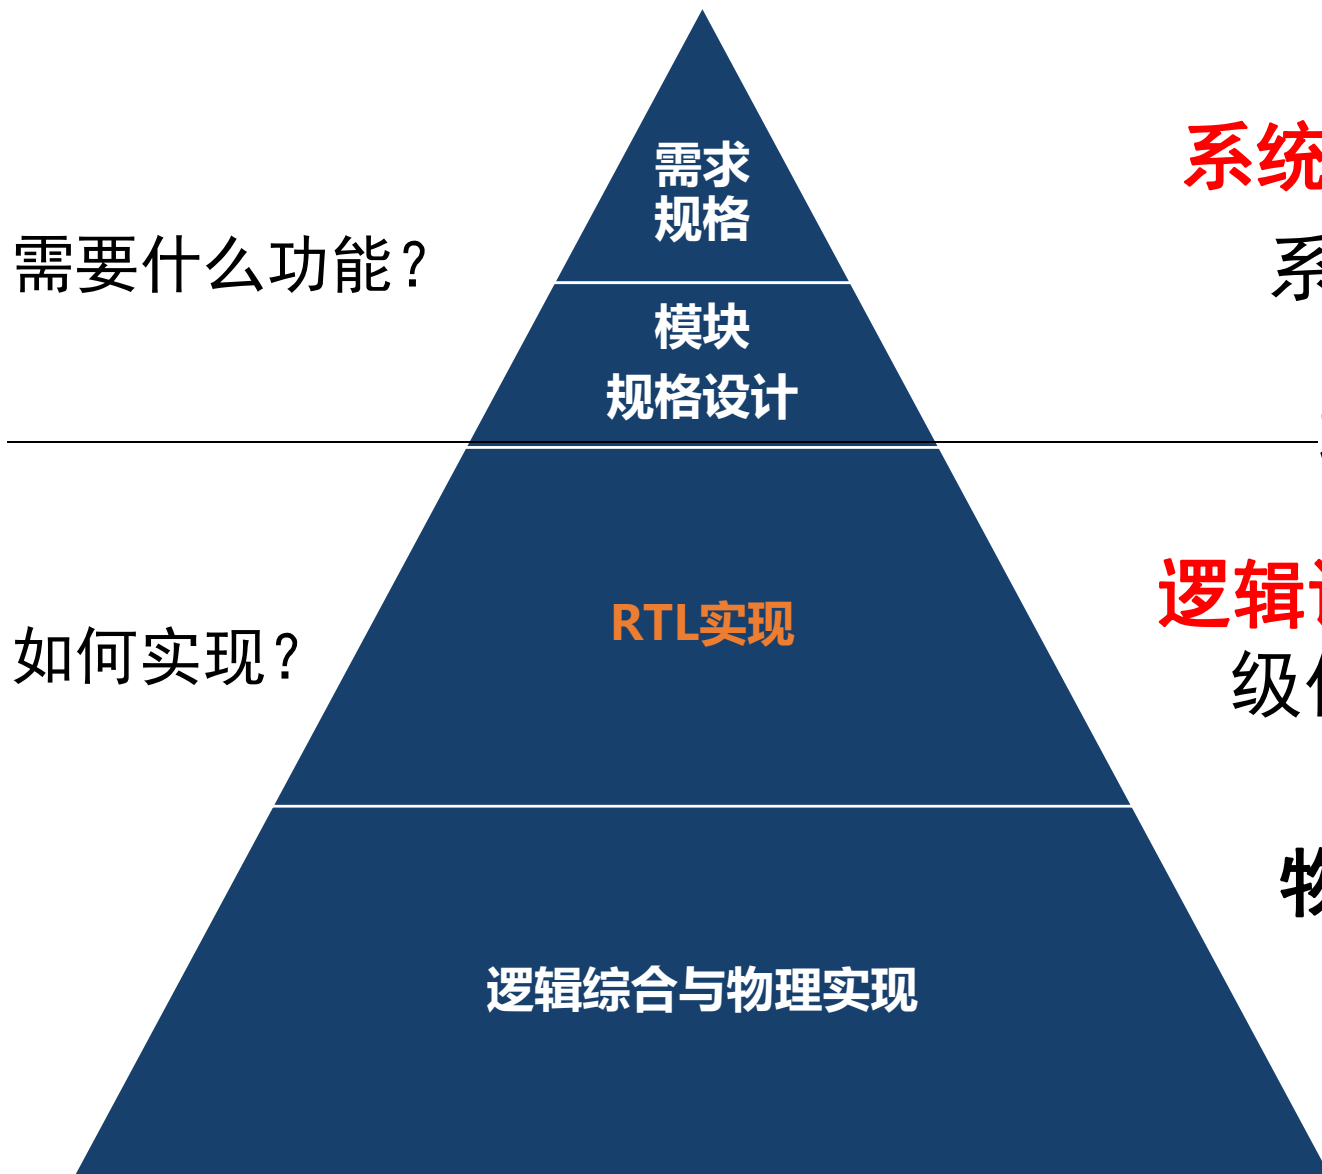 需求
规格
模块
规格设计
需要什么功能？
系统
系
RTL实现
如何实现？
逻辑
级
逻辑综合与物理实现